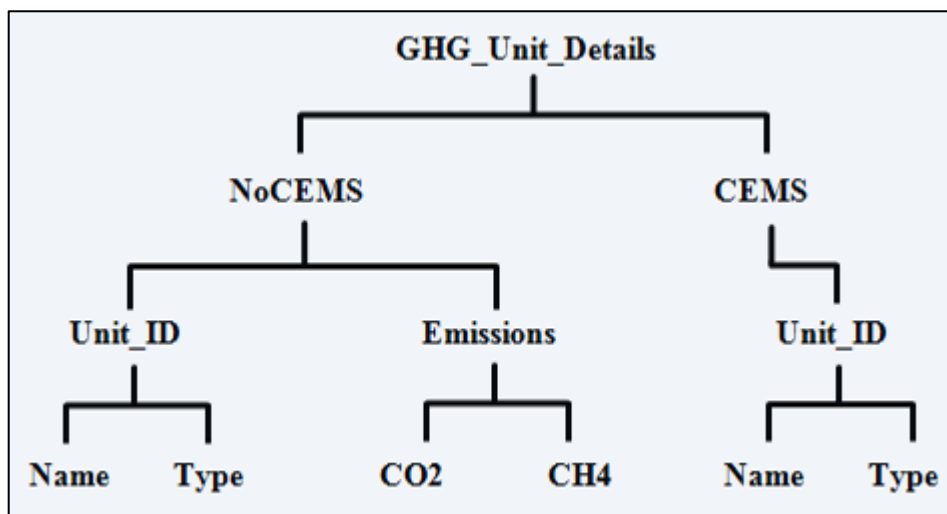 GHG_Unit_Details
NoCEMS CEMS
Unit_ID Emissions Unit_ID
Name Type CO2 CH4 Name Type